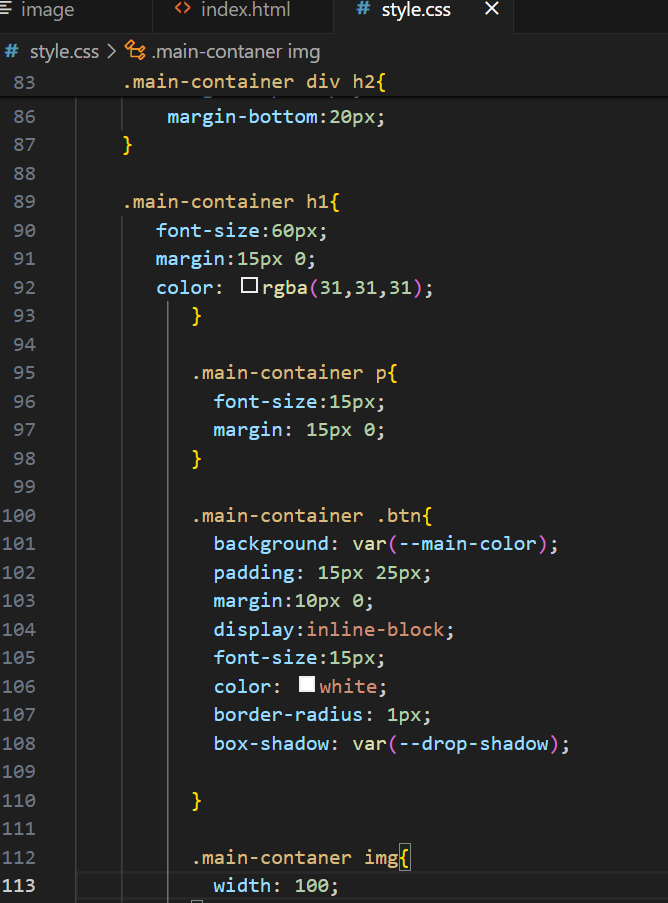 image index.html # style.css ×
# style.css > .main-contaner img
83 .main-container div h2{
86 margin-bottom:20px;
87 }
88
89 .main-container h1{
90 font-size:60px;
91 margin:15px 0;
92 color: rgba(31,31,31);
93 }
94
95 .main-container p{
96 font-size:15px;
97 margin: 15px 0;
98 }
99
100 .main-container .btn{
101 background: var(--main-color);
102 padding: 15px 25px;
103 margin:10px 0;
104 display:inline-block;
105 font-size:15px;
106 color: white;
107 border-radius: 1px;
108 box-shadow: var(--drop-shadow);
109
110 }
111
112 .main-contaner img{
113 width: 100;